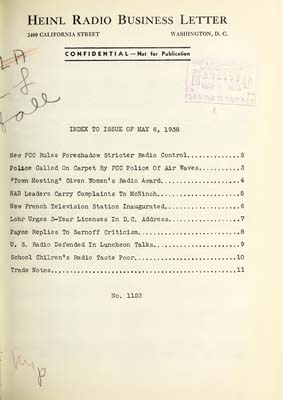 HEINL RADIO BUSINESS LETTER
2400 CALIFORNIA STREET WASHINGTON, D. C.
CONFIDENTIAL—Not for Publication
INDEX TO ISSUE OF MAY 6, 1938
New FCC Rules Foreshadow Stricter Radio Control..............2
Police Called On Carpet By FCC Police Of Air Waves...........3
"Town Meeting" Given Women's Radio Award.....................4
NAB Leaders Carry Complaints To McNinch......................5
New French Television Station Inaugurated....................6
Lohr Urges 3-Year Licenses In D.C. Address...................7
Payne Replies To Sarnoff Criticism...........................8
U. S. Radio Defended In Luncheon Talks.......................9
School Chilren's Radio Taste Poor...........................10
Trade Notes.................................................11
No. 1123